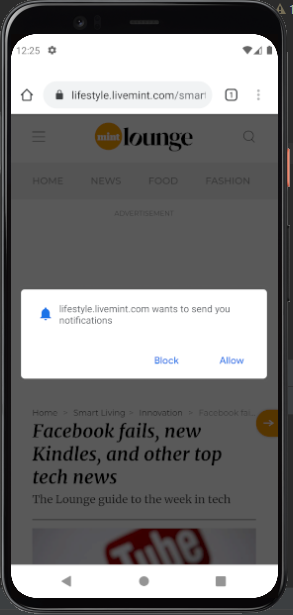 12:25
lifestyle.livemint.com/smart
1
mint lounge
HOME NEWS FOOD FASHION
ADVERTISEMENT
lifestyle.livemint.com wants to send you
notifications
Block Allow
Home > Smart Living > Innovation > Facebook fai...
Facebook fails, new
Kindles, and other top
tech news
The Lounge guide to the week in tech
Tube